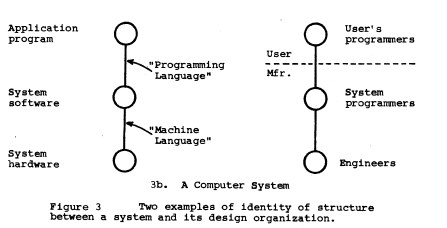 Application
program
User's
programmers
"Programming
Language"
User
Mfr.
System
software
System
programmers
"Machine
Language"
System
hardware
Engineers
3b. A Computer System
Figure 3 Two examples of identity of structure
between a system and its design organization.